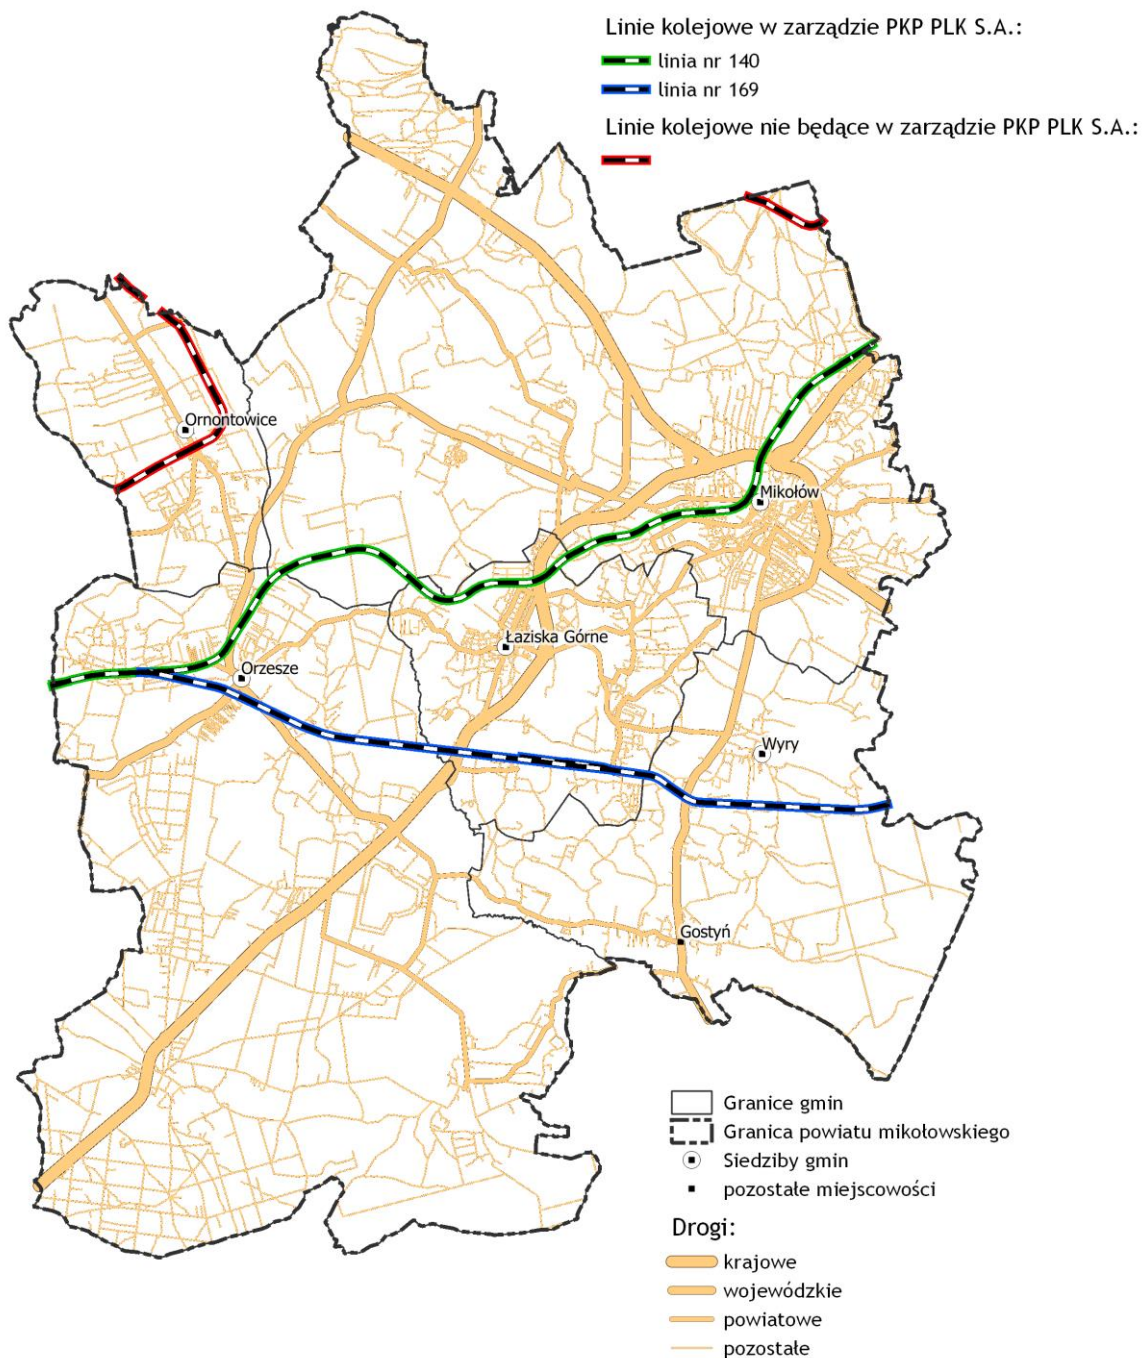 Linie kolejowe w zarządzie PKP PLK S.A.:
linia nr 140
linia nr 169
Linie kolejowe nie będące w zarządzie PKP PLK S.A.:
Ornontowice
Mikołów
Łaziska Górne
Orzesze
Wyry
Gostyń
Granice gmin
Granica powiatu mikołowskiego
Siedziby gmin
pozostałe miejscowości
Drogi:
krajowe
wojewódzkie
powiatowe
pozostałe